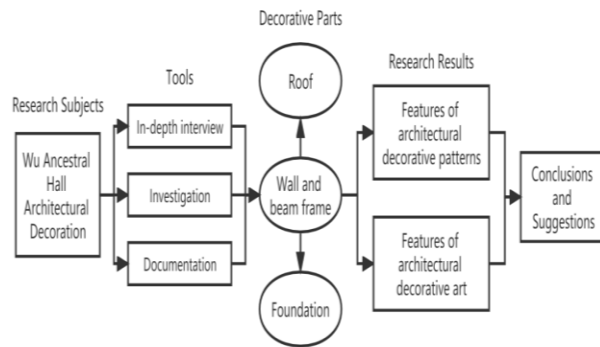 Research Subjects
Wu Ancestral
Hall
Architectural
Decoration
Tools
In-depth interview
Investigation
Documentation
Decorative Parts
Roof
Wall and
beam frame
Foundation
Research Results
Features of
architectural
decorative patterns
Features of
architectural
decorative art
Conclusions
and
Suggestions